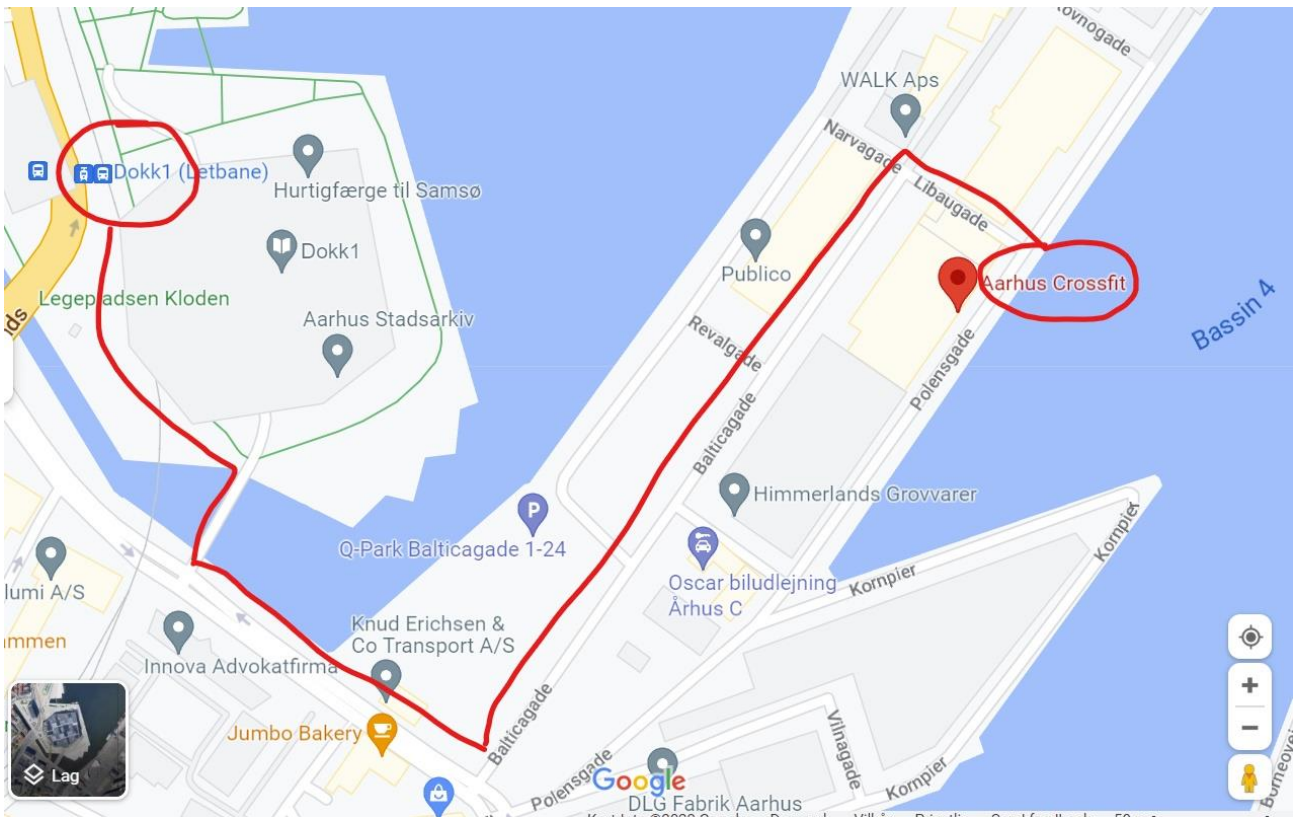 Kovnogade
WALK Aps
Narvagade
Dokk1 (Letbane)
Hurtigfærge til Samsø
Libaugade
Dokk1
Publico
Aarhus Crossfit
Legepladsen Kloden
Bassin 4
Aarhus Stadsarkiv
Revalgade
Polensgade
Balticagade
Himmerlands Grovvarer
P
Q-Park Balticagade 1-24
Kornpier
Kornpier
Oscar biludlejning
Århus C
Knud Erichsen &
Co Transport A/S
Innova Advokatfirma
Balticagade
Jumbo Bakery
Vilnagade
Polensgade
Google
Lag
DLG Fabrik Aarhus
Kornpier